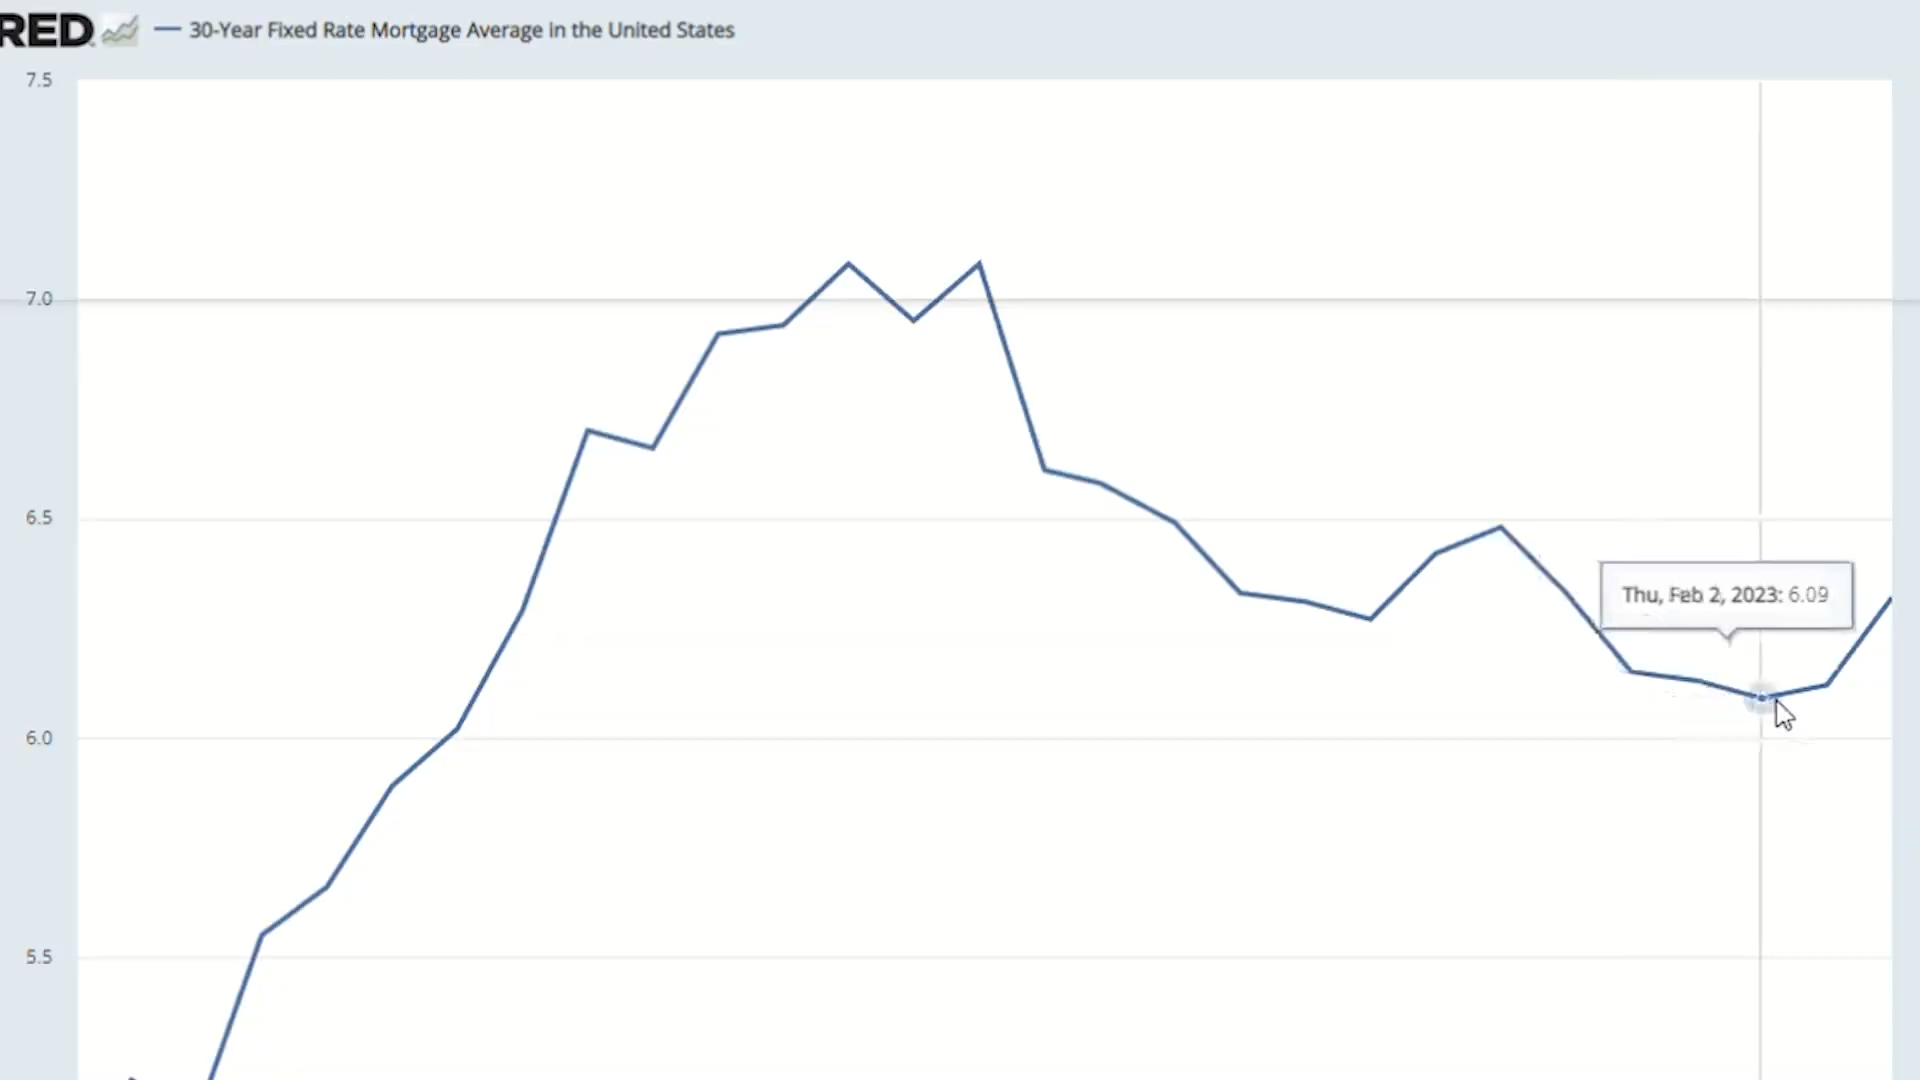 RED
30-Year Fixed Rate Mortgage Average in the United States
7.5
7.0
6.5
Thu, Feb 2, 2023: 6.09
6.0
5.5